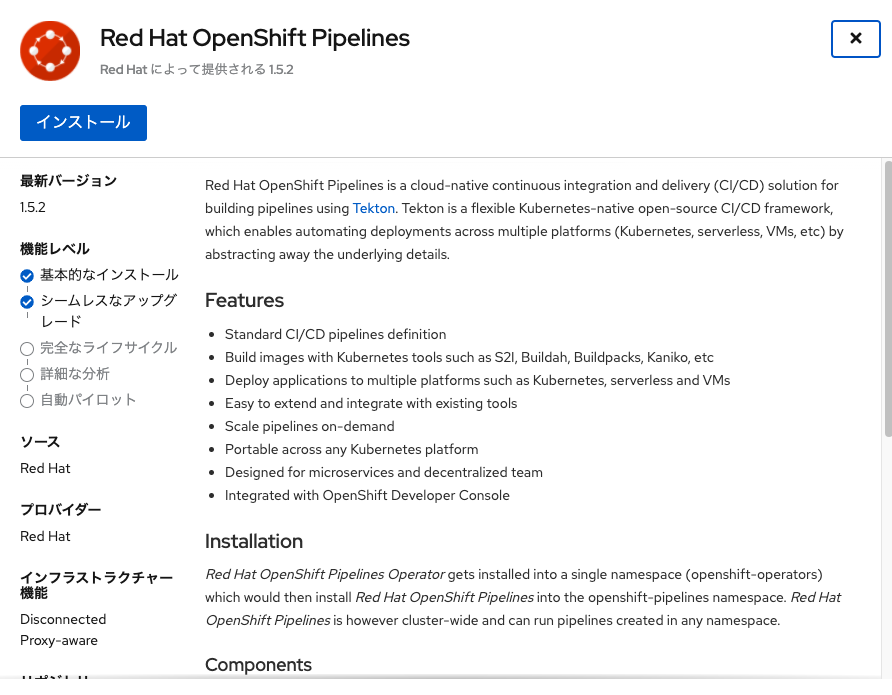 Red Hat OpenShift Pipelines
Red Hat によって提供される 1.5.2
インストール
最新バージョン
1.5.2
機能レベル
基本的なインストール
シームレスなアップグ
レード
完全なライフサイクル
詳細な分析
自動パイロット
ソース
Red Hat
プロバイダー
Red Hat
インフラストラクチャー
機能
Disconnected
Proxy-aware
リポジトリ
Red Hat OpenShift Pipelines is a cloud-native continuous integration and delivery (CI/CD) solution for
building pipelines using Tekton. Tekton is a flexible Kubernetes-native open-source CI/CD framework,
which enables automating deployments across multiple platforms (Kubernetes, serverless, VMs, etc) by
abstracting away the underlying details.
Features
• Standard CI/CD pipelines definition
• Build images with Kubernetes tools such as S2I, Buildah, Buildpacks, Kaniko, etc
• Deploy applications to multiple platforms such as Kubernetes, serverless and VMs
• Easy to extend and integrate with existing tools
• Scale pipelines on-demand
• Portable across any Kubernetes platform
• Designed for microservices and decentralized team
• Integrated with OpenShift Developer Console
Installation
Red Hat OpenShift Pipelines Operator gets installed into a single namespace (openshift-operators)
which would then install Red Hat OpenShift Pipelines into the openshift-pipelines namespace. Red Hat
OpenShift Pipelines is however cluster-wide and can run pipelines created in any namespace.
Components